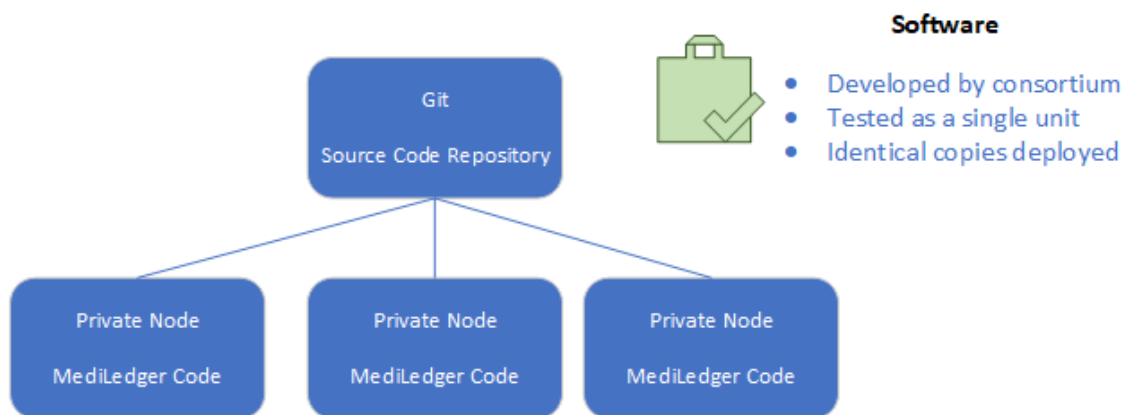 Software
Git
Source Code Repository
Developed by consortium
Tested as a single unit
Identical copies deployed
Private Node
MediLedger Code
Private Node
MediLedger Code
Private Node
MediLedger Code